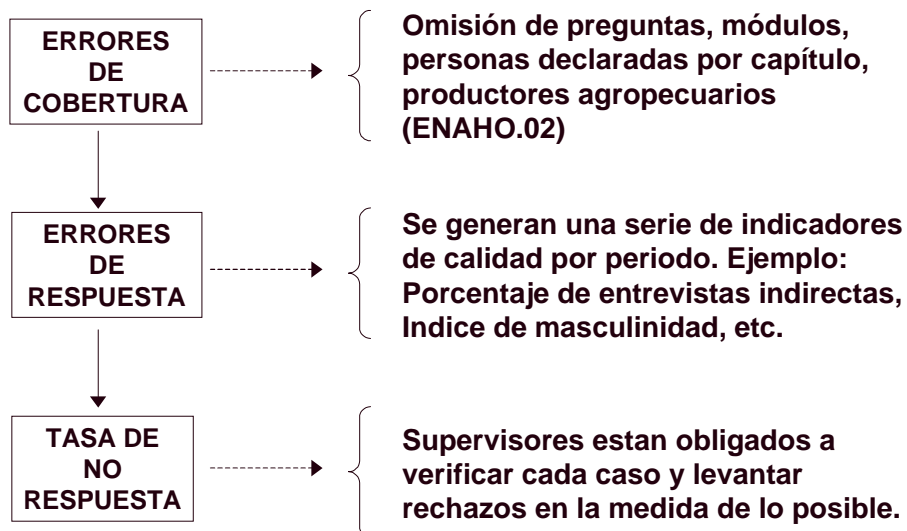 ERRORES
DE
COBERTURA
Omisión de preguntas, módulos,
personas declaradas por capítulo,
productores agropecuarios
(ENAHO.02)
ERRORES
DE
RESPUESTA
Se generan una serie de indicadores
de calidad por periodo. Ejemplo:
Porcentaje de entrevistas indirectas,
Indice de masculinidad, etc.
TASA DE
NO
RESPUESTA
Supervisores estan obligados a
verificar cada caso y levantar
rechazos en la medida de lo posible.